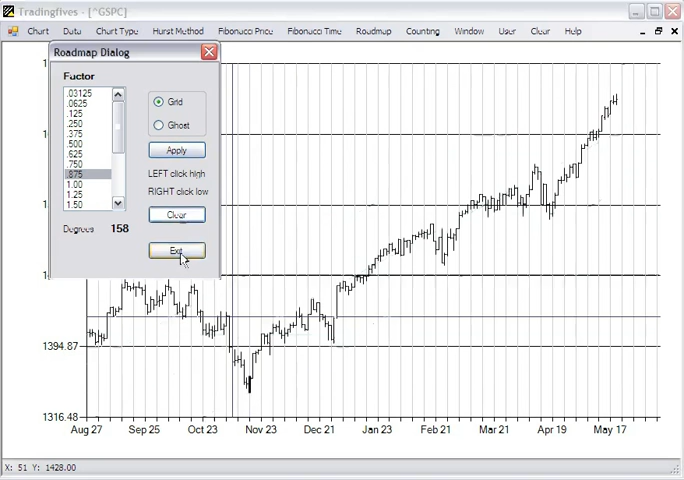 Tradingfives - [^GSPC]
Chart Data Chart Type Hurst Method Fibonacci Price Fibonacci Time Roadmap Counting Window User Clear Help
Roadmap Dialog
Factor
.03125
.0625
.125
.250
.375
.500
.625
.750
.875
1.00
1.25
1.50
Grid
Ghost
Apply
LEFT click high
RIGHT click low
Clear
Degrees 158
1394.87
1316.48
Aug 27 Sep 25 Oct 23 Nov 23 Dec 21 Jan 23 Feb 21 Mar 21 Apr 19 May 17
X: 51 Y: 1428.00